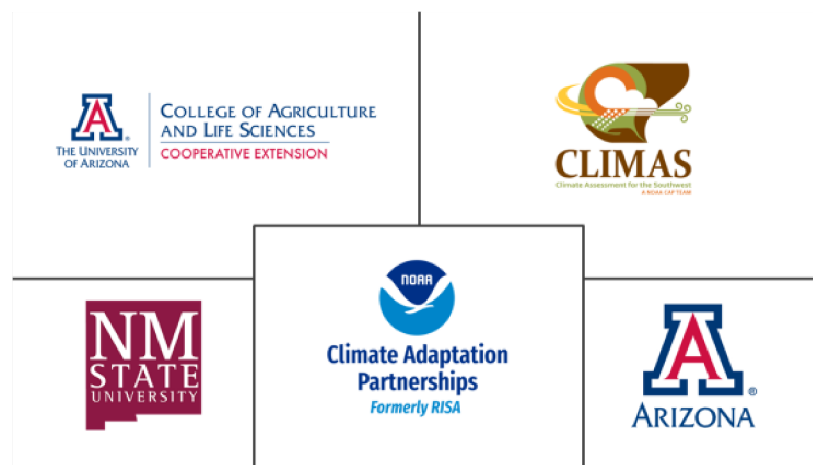 A
THE UNIVERSITY
OF ARIZONA
®
COLLEGE OF AGRICULTURE
AND LIFE SCIENCES
COOPERATIVE EXTENSION
CLIMAS
Climate Assessment for the Southwest
A NOAA CAP TEAM
NM
STATE
UNIVERSITY
NOAA
Climate Adaptation
Partnerships
Formerly RISA
A
®
ARIZONA